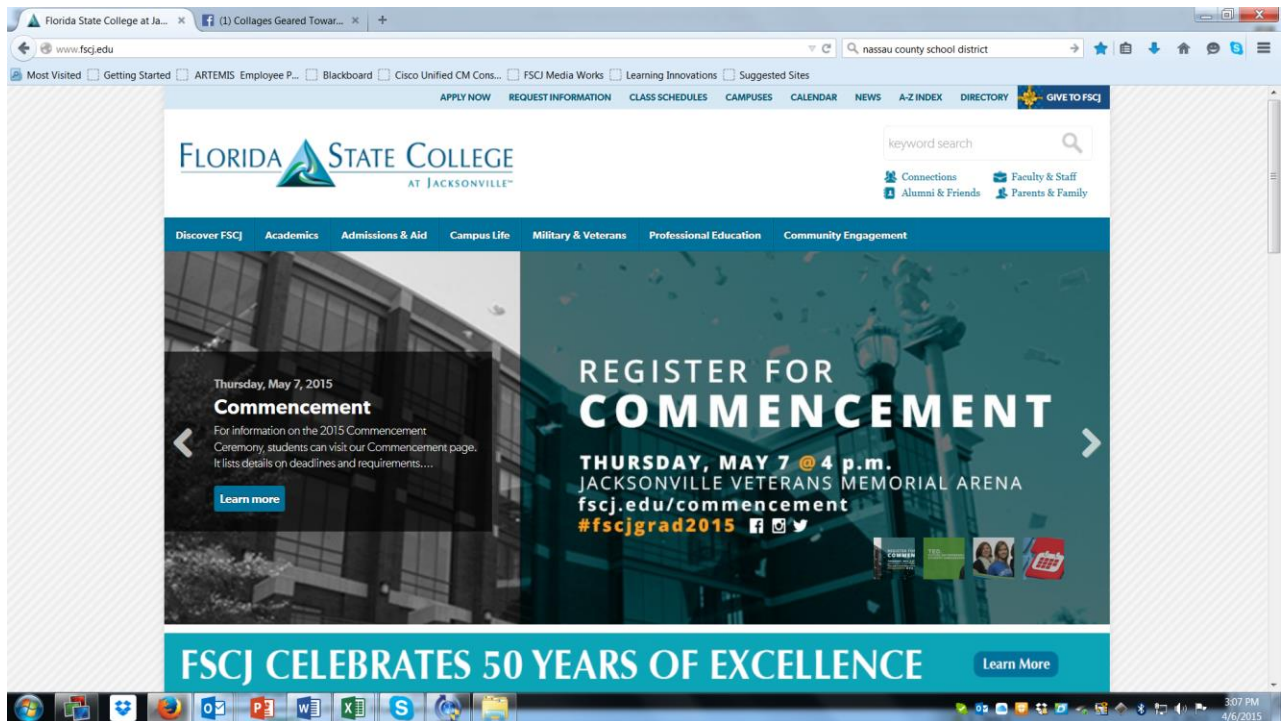 Florida State College at Ja...
(1) Collages Geared Towar...
www.fscj.edu
nassau county school district
Most Visited Getting Started ARTEMIS Employee P... Blackboard Cisco Unified CM Cons... FSCJ Media Works Learning Innovations Suggested Sites
APPLY NOW REQUEST INFORMATION CLASS SCHEDULES CAMPUSES CALENDAR NEWS A-Z INDEX DIRECTORY GIVE TO FSCJ
FLORIDA STATE COLLEGE
AT JACKSONVILLE
keyword search
Connections Faculty & Staff
Alumni & Friends Parents & Family
Discover FSCJ Academics Admissions & Aid Campus Life Military & Veterans Professional Education Community Engagement
Thursday, May 7, 2015
Commencement
For information on the 2015 Commencement
Ceremony, students can visit our Commencement page.
It lists details on deadlines and requirements....
Learn more
REGISTER FOR
COMMENCEMENT
THURSDAY, MAY 7 @ 4 p.m.
JACKSONVILLE VETERANS MEMORIAL ARENA
fscj.edu/commencement
#fscjgrad2015
FSCJ CELEBRATES 50 YEARS OF EXCELLENCE
Learn More
3:07 PM
4/6/2015